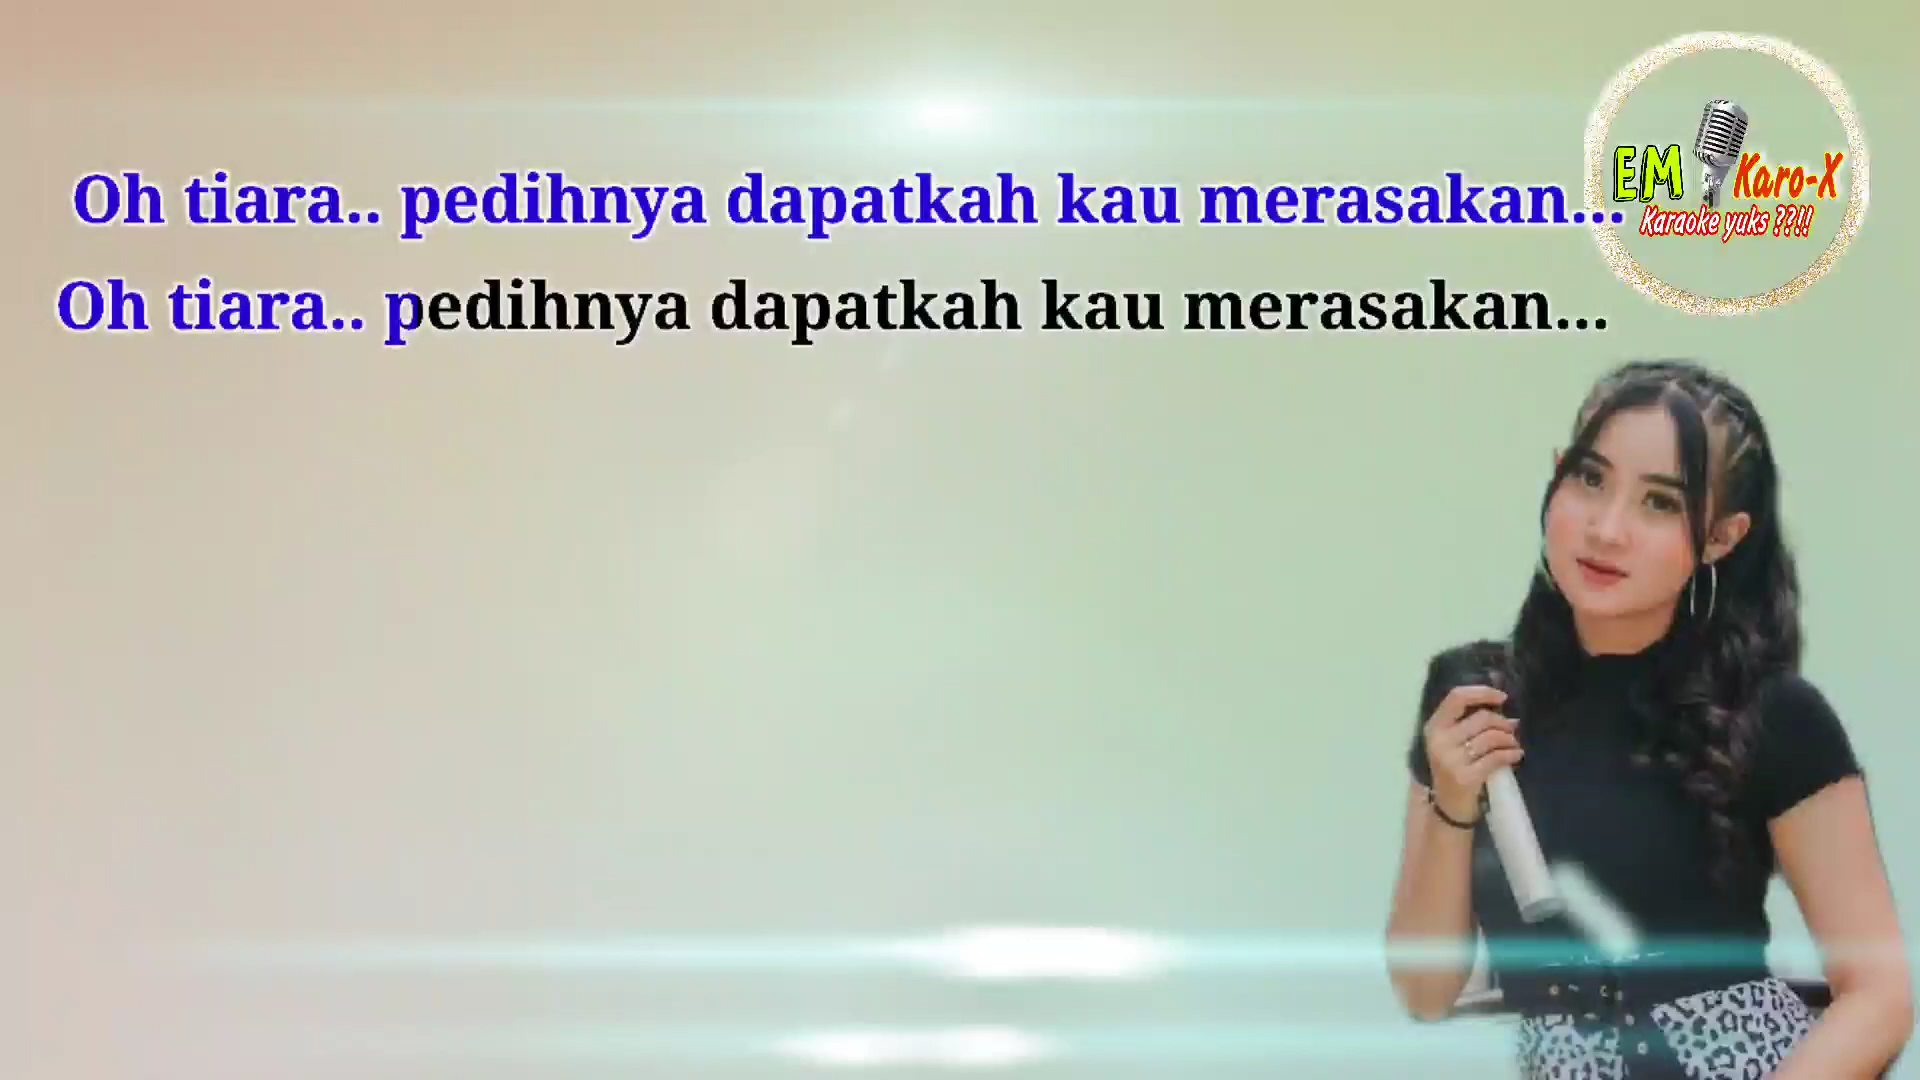 Oh tiara.. pedihnya dapatkah kau merasakan...
Oh tiara.. pedihnya dapatkah kau merasakan...
EM Karo-X
Karaoke yuks ??!!